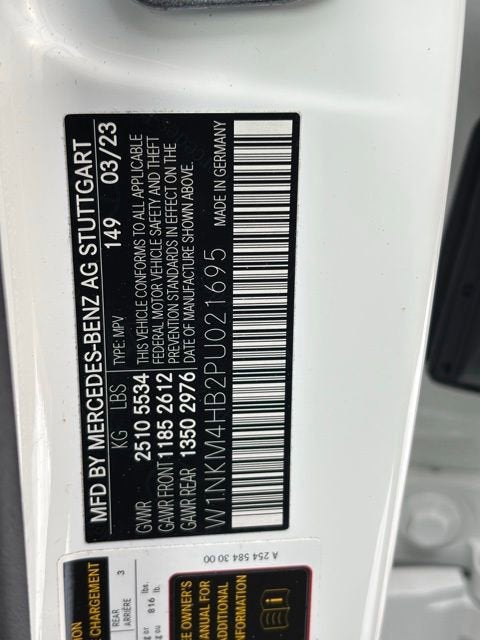 MFD BY MERCEDES-BENZ AG STUTTGART
149 03/23
KG LBS TYPE: MPV
GVWR 2510 5534
GAWR FRONT 1185 2612
GAWR REAR 1350 2976
THIS VEHICLE CONFORMS TO ALL APPLICABLE
FEDERAL MOTOR VEHICLE SAFETY AND THEFT
PREVENTION STANDARDS IN EFFECT ON THE
DATE OF MANUFACTURE SHOWN ABOVE.
W1NKM4HB2PU021695
MADE IN GERMANY
A 254 584 30 00
CHARGEMENT
REAR
ARRIÈRE 3
816 lbs.
OWNER'S
MANUAL FOR
ADDITIONAL